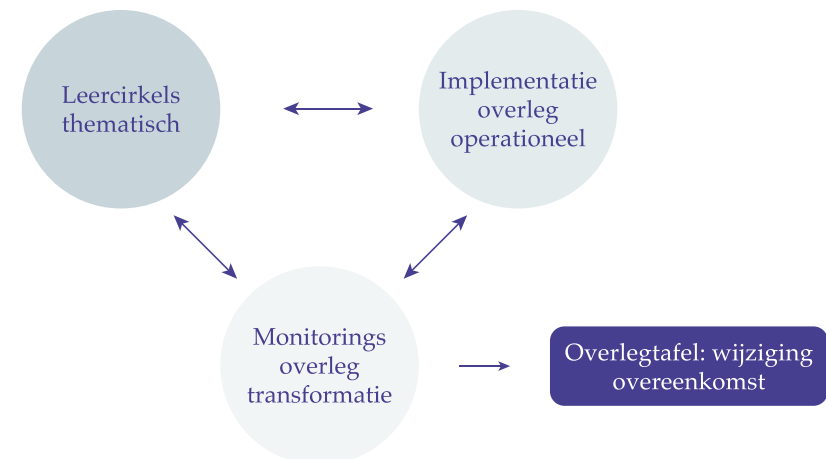 Leercirkels
thematisch
Implementatie
overleg
operationeel
Monitorings
overleg
transformatie
Overlegtafel: wijziging
overeenkomst